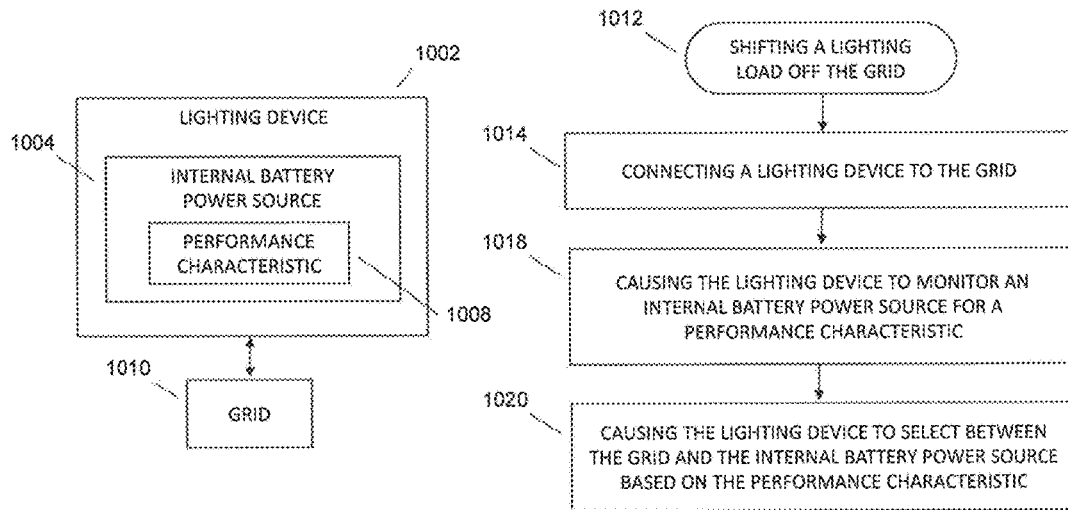 1002
LIGHTING DEVICE
1004
INTERNAL BATTERY
POWER SOURCE
PERFORMANCE
CHARACTERISTIC
1008
1010
GRID
1012
SHIFTING A LIGHTING
LOAD OFF THE GRID
1014
CONNECTING A LIGHTING DEVICE TO THE GRID
1018
CAUSING THE LIGHTING DEVICE TO MONITOR AN
INTERNAL BATTERY POWER SOURCE FOR A
PERFORMANCE CHARACTERISTIC
1020
CAUSING THE LIGHTING DEVICE TO SELECT BETWEEN
THE GRID AND THE INTERNAL BATTERY POWER SOURCE
BASED ON THE PERFORMANCE CHARACTERISTIC